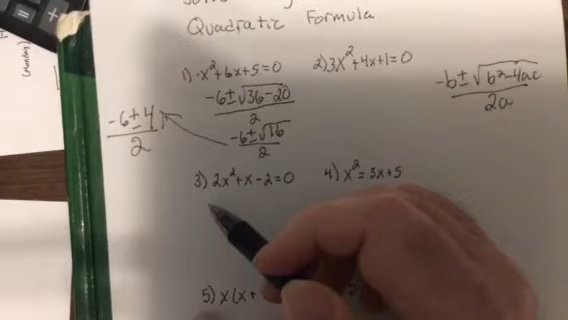 Quadratic Formula
1) x²+6x+5=0
2) 3x²+4x+1=0
-b±√b²-4ac
2a
-6±√36-20
2
-6±√16
2
-6±4
2
3) 2x²+x-2=0
4) x²=3x+5
5) x(x+